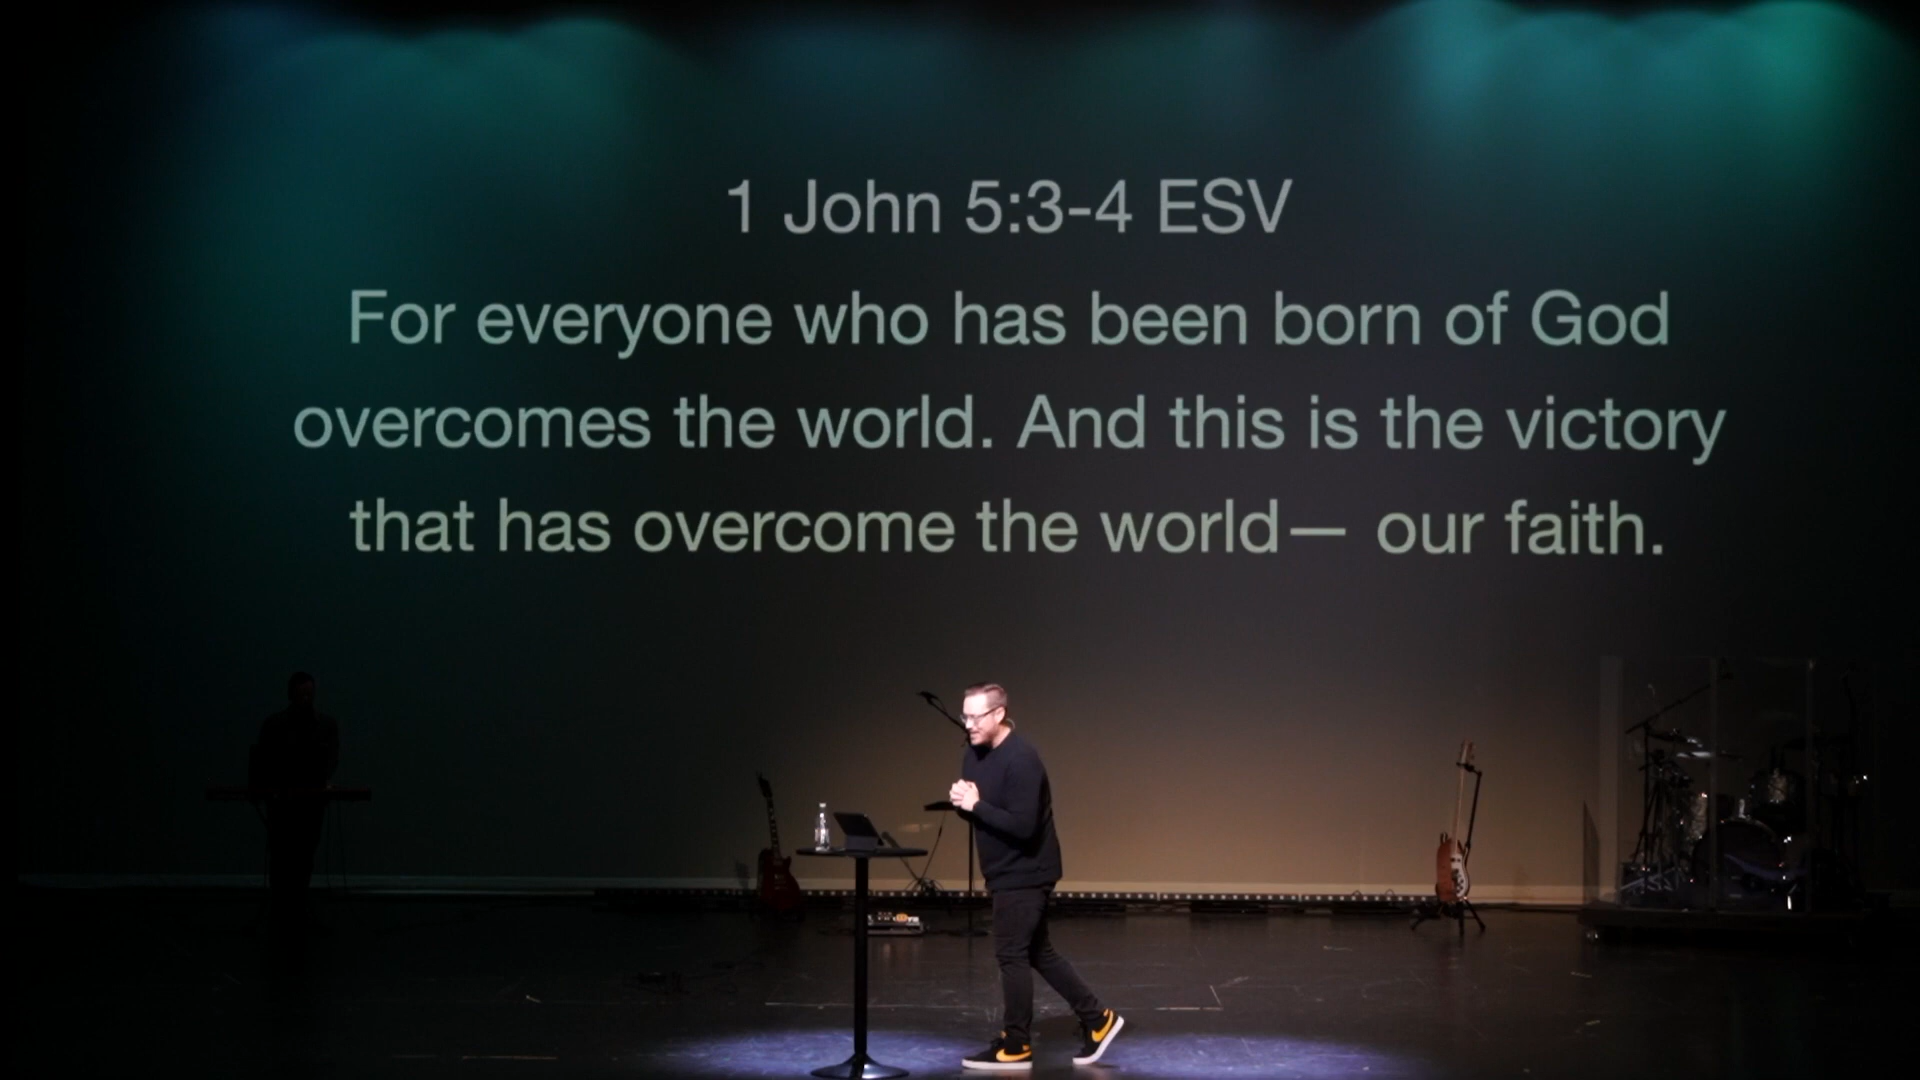 1 John 5:3-4 ESV
For everyone who has been born of God
overcomes the world. And this is the victory
that has overcome the world— our faith.